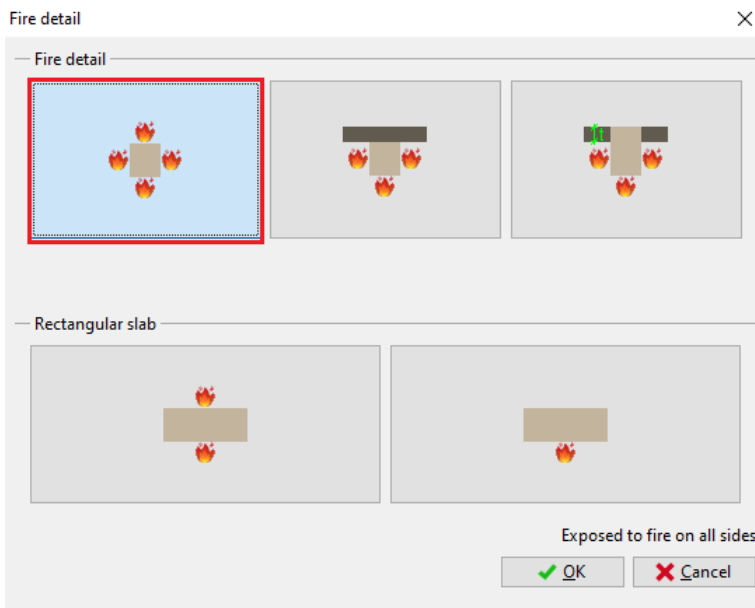 Fire detail
Fire detail
Rectangular slab
Exposed to fire on all sides
OK
Cancel